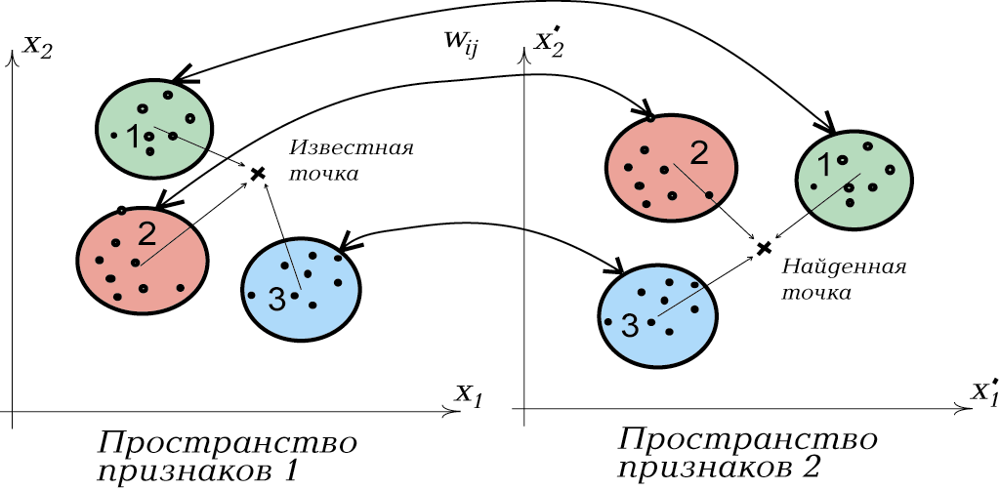 x2
wij
x'2
1
Известная
точка
2
1
2
3
Найденная
точка
3
x1
x'1
Пространство
признаков 1
Пространство
признаков 2